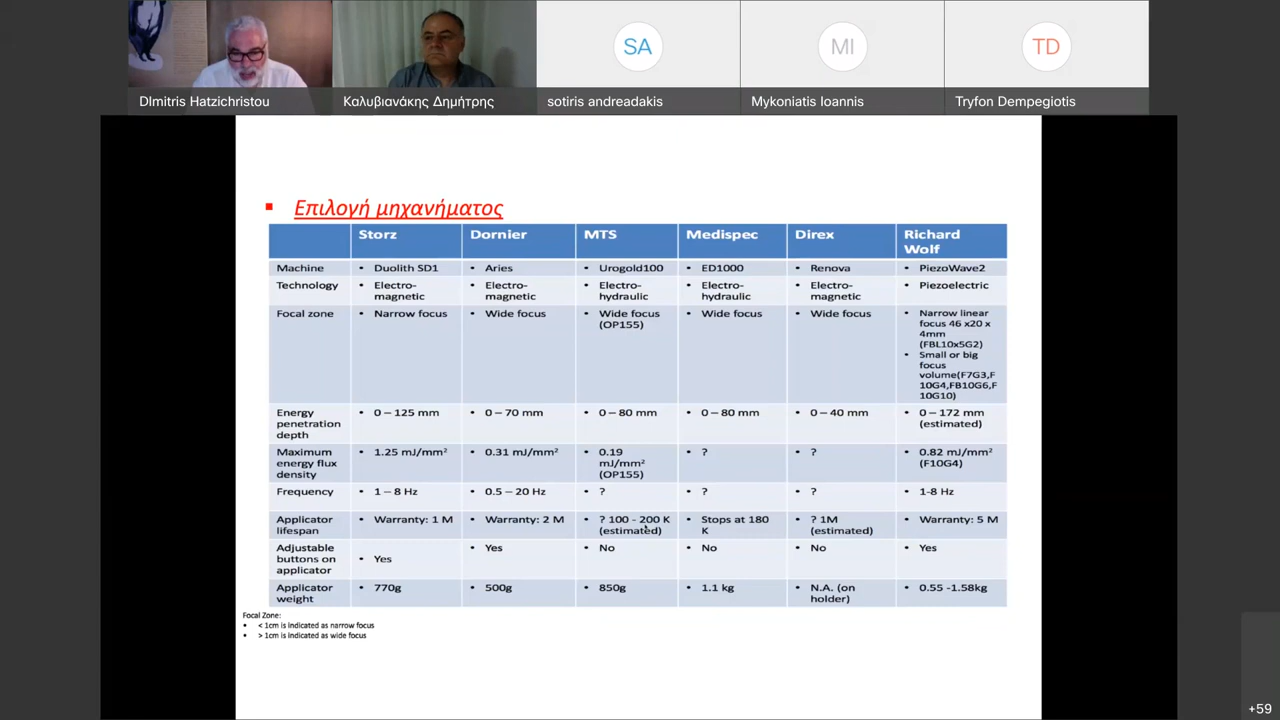 SA
MI
TD
DImitris Hatzichristou
Καλυβιανάκης Δημήτρης
sotiris andreadakis
Mykoniatis Ioannis
Tryfon Dempegiotis
▪ Επιλογή μηχανήματος
Storz
Dornier
MTS
Medispec
Direx
Richard
Wolf
Machine
• Duolith SD1
• Aries
• Urogold100
• ED1000
• Renova
• PiezoWave2
Technology
• Electro-
magnetic
• Electro-
magnetic
• Electro-
hydraulic
• Electro-
hydraulic
• Electro-
magnetic
Piezoelectric
Focal zone
• Narrow focus
• Wide focus
• Wide focus
(OP155)
• Wide focus
• Wide focus
• Narrow linear
focus 46 x20 x
4mm
(FBL10x5G2)
• Small or big
focus
volume(F7G3,F
10G4,FB10G6,F
10G10)
Energy
penetration
depth
• 0 – 125 mm
• 0 – 70 mm
• 0 – 80 mm
• 0 – 80 mm
• 0 – 40 mm
• 0 – 172 mm
(estimated)
Maximum
energy flux
density
• 1.25 mJ/mm²
• 0.31 mJ/mm²
• 0.19
mJ/mm²
(OP155)
• ?
• ?
• 0.82 mJ/mm²
(F10G4)
Frequency
• 1 – 8 Hz
• 0.5 – 20 Hz
• ?
• ?
• ?
• 1-8 Hz
Applicator
lifespan
• Warranty: 1 M
• Warranty: 2 M
• ? 100 - 200 K
(estimated)
• Stops at 180
K
• ? 1M
(estimated)
• Warranty: 5 M
Adjustable
buttons on
applicator
• Yes
• Yes
• No
• No
• No
• Yes
Applicator
weight
• 770g
• 500g
• 850g
• 1.1 kg
• N.A. (on
holder)
• 0.55 -1.58kg
Focal Zone:
• < 1cm is indicated as narrow focus
• > 1cm is indicated as wide focus
+59